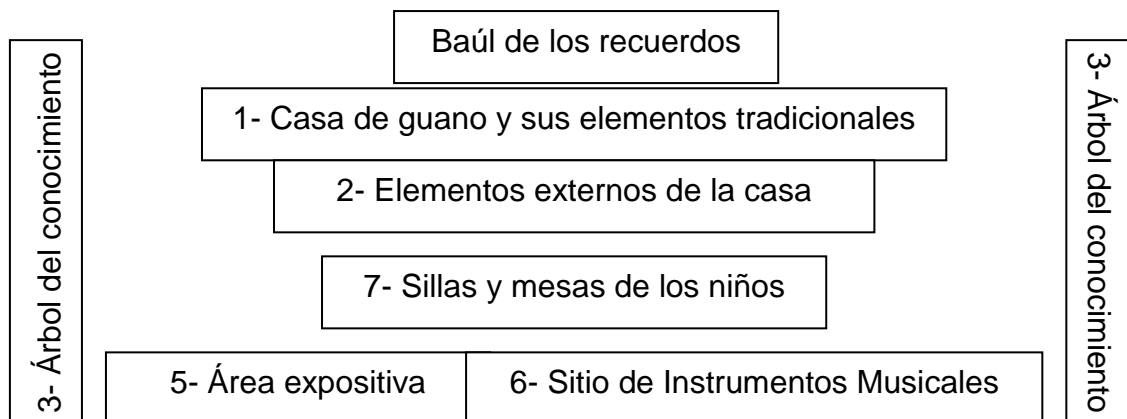 Baúl de los recuerdos
3- Árbol del conocimiento
3- Árbol del conocimiento
1- Casa de guano y sus elementos tradicionales
2- Elementos externos de la casa
7- Sillas y mesas de los niños
5- Área expositiva
6- Sitio de Instrumentos Musicales